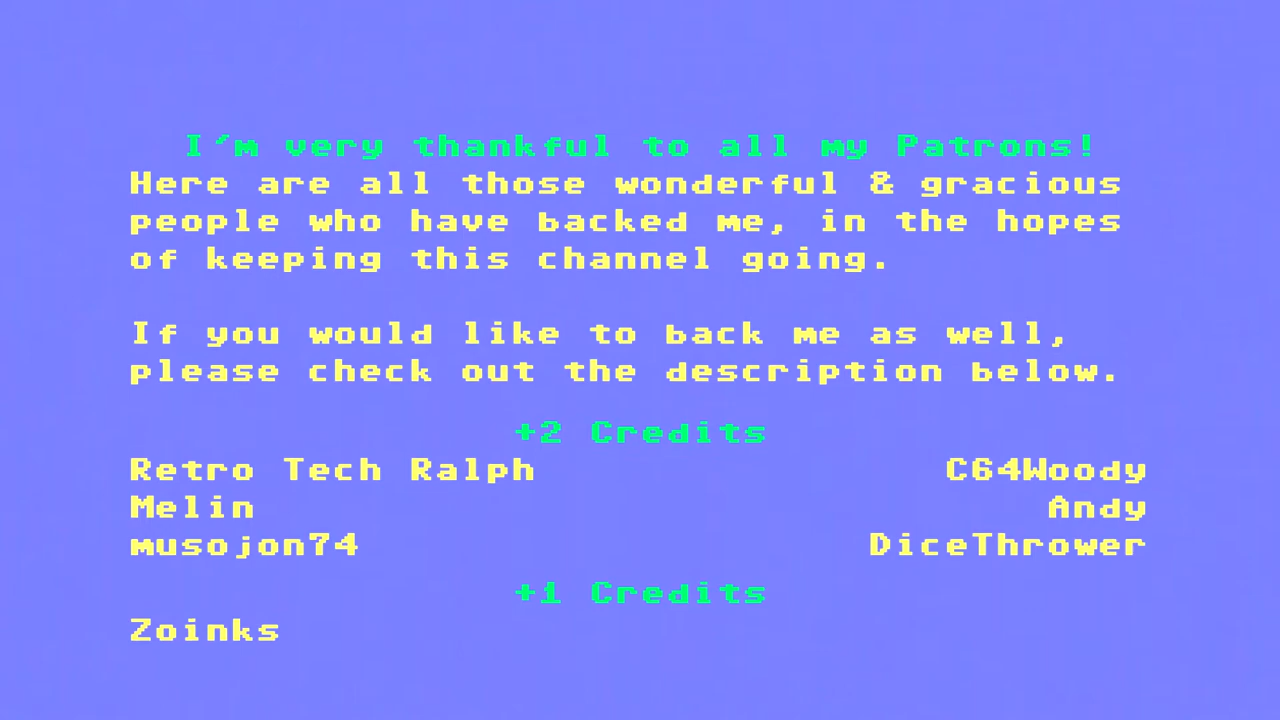 I'm very thankful to all my Patrons!
Here are all those wonderful & gracious
people who have backed me, in the hopes
of keeping this channel going.
If you would like to back me as well,
please check out the description below.
+2 Credits
Retro Tech Ralph C64Woody
Melin Andy
musojon74 DiceThrower
+1 Credits
Zoinks